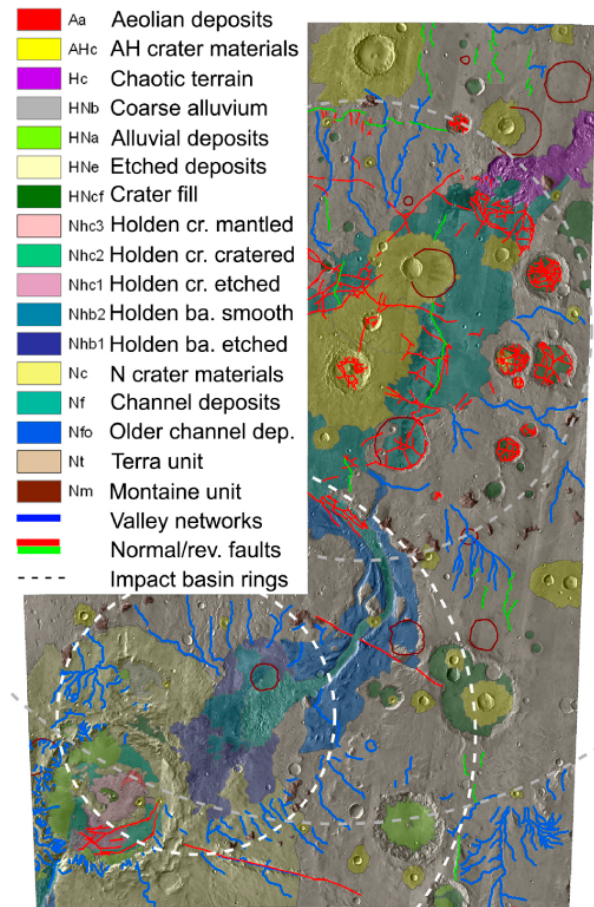 Aa Aeolian deposits
AHc AH crater materials
Hc Chaotic terrain
HNb Coarse alluvium
HNa Alluvial deposits
HNe Etched deposits
HNcf Crater fill
Nhc3 Holden cr. mantled
Nhc2 Holden cr. cratered
Nhc1 Holden cr. etched
Nhb2 Holden ba. smooth
Nhb1 Holden ba. etched
Nc N crater materials
Nf Channel deposits
Nfo Older channel dep.
Nt Terra unit
Nm Montaine unit
Valley networks
Normal/rev. faults
Impact basin rings